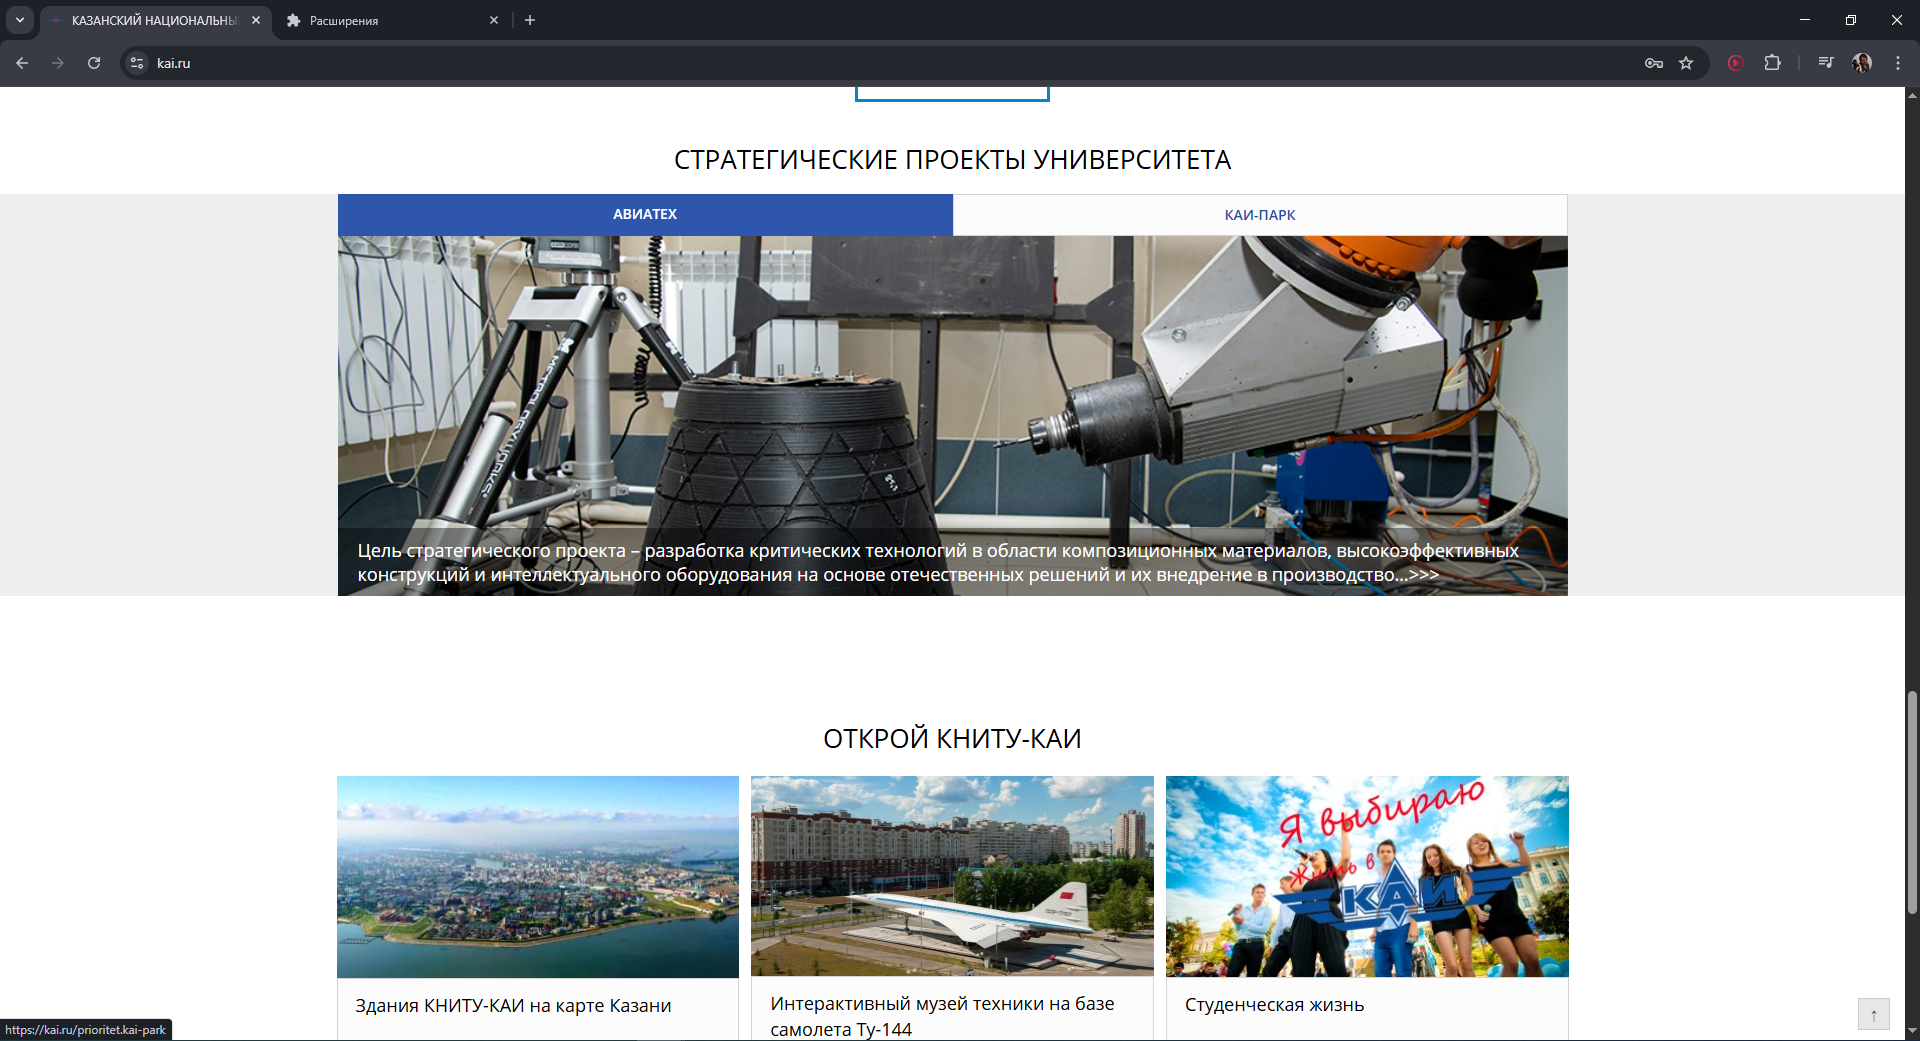 КАЗАНСКИЙ НАЦИОНАЛЬНЫ
Расширения
kai.ru
СТРАТЕГИЧЕСКИЕ ПРОЕКТЫ УНИВЕРСИТЕТА
АВИАТЕХ
КАИ-ПАРК
Цель стратегического проекта – разработка критических технологий в области композиционных материалов, высокоэффективных
конструкций и интеллектуального оборудования на основе отечественных решений и их внедрение в производство...>>>
ОТКРОЙ КНИТУ-КАИ
Я выбираю
жить в
КАИ
Здания КНИТУ-КАИ на карте Казани
Интерактивный музей техники на базе
самолета Ту-144
Студенческая жизнь
↑
https://kai.ru/prioritet.kai-park